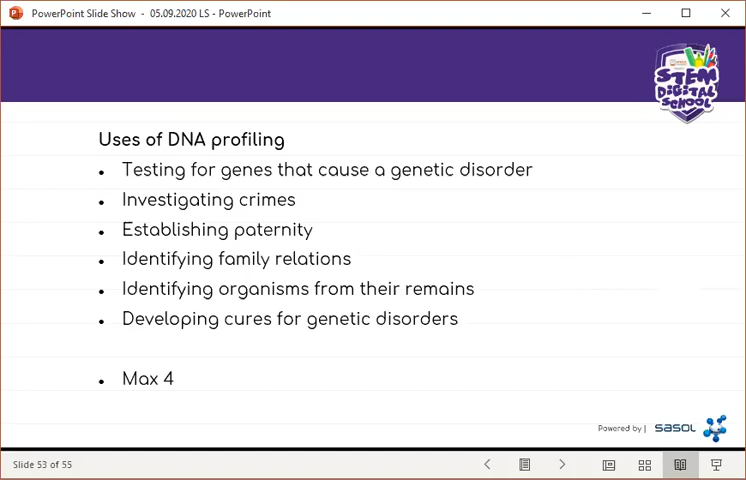 PowerPoint Slide Show - 05.09.2020 LS - PowerPoint
STEM
DIGITAL
SCHOOL
Uses of DNA profiling
• Testing for genes that cause a genetic disorder
• Investigating crimes
• Establishing paternity
• Identifying family relations
• Identifying organisms from their remains
• Developing cures for genetic disorders
• Max 4
Powered by | sasol
Slide 53 of 55